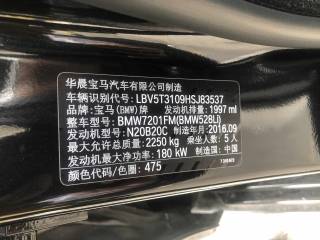 华晨宝马汽车有限公司制造
车辆识别代号: LBV5T3109HSJ83537
品牌: 宝马(BMW)牌 发动机排量: 1997 ml
整车型号: BMW7201FM(BMW528Li)
发动机型号: N20B20C 制造年月: 2016.09
最大允许总质量: 2250 kg 乘坐人数: 5 人
发动机最大净功率: 180 kW 制造国: 中国
颜色代码/色圈: 475